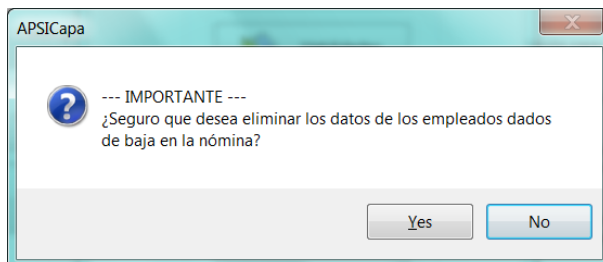 APSICapa
--- IMPORTANTE ---
¿Seguro que desea eliminar los datos de los empleados dados
de baja en la nómina?
Yes
No